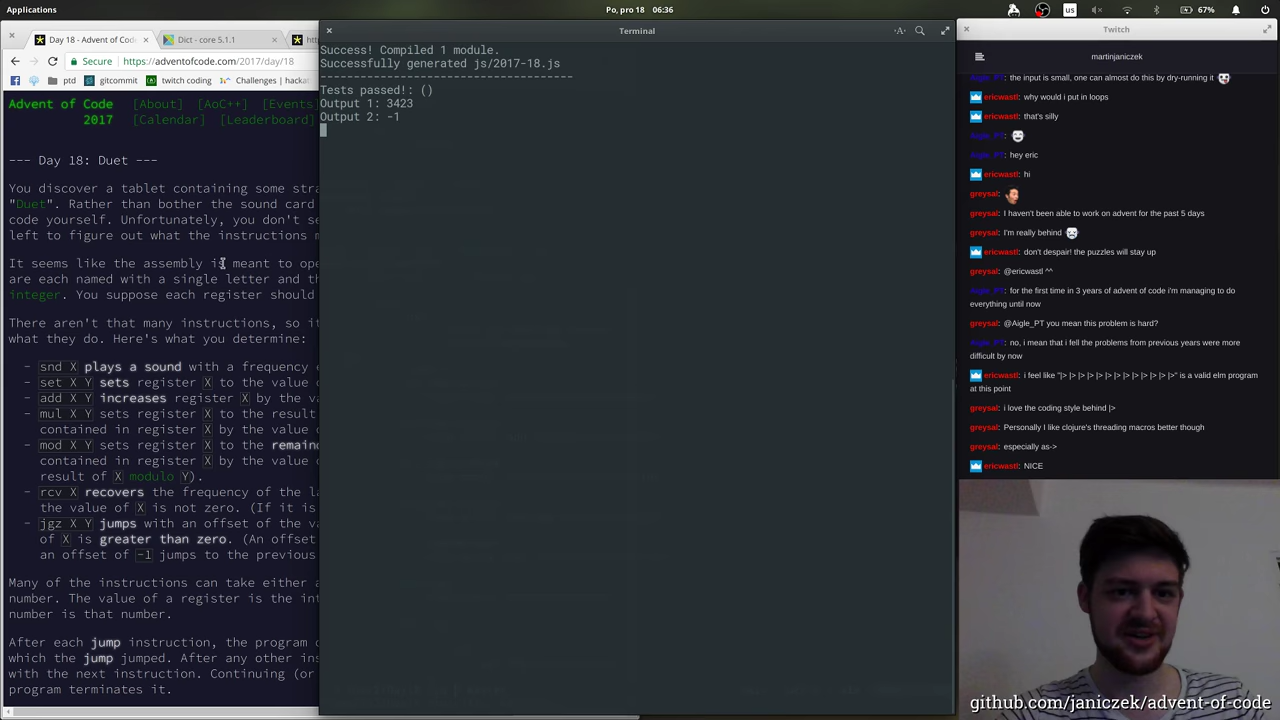 Applications
Po, pro 18 06:36
us
67%
Day 18 - Advent of Cod
Dict - core 5.1.1
Secure
https://adventofcode.com/2017/day/18
ptd
gitcommit
twitch coding
Challenges | hackat
Advent of Code [About] [AoC++] [Events]
2017 [Calendar] [Leaderboard]
--- Day 18: Duet ---
You discover a tablet containing some stra
"Duet". Rather than bother the sound
code yourself. Unfortunately, you don't se
left to figure out what the instructions m
It seems like the assembly is meant to ope
are each named with a single letter and th
integer. You suppose each register should
There aren't that many instructions, so it
what they do. Here's what you determine:
- snd X plays a sound with a frequency e
- set X Y sets register X to the value o
- add X Y increases register X by the va
- mul X Y sets register X to the result
contained in register X by the value o
- mod X Y sets register X to the remain
contained in register X by the value o
result of X modulo Y).
- rcv X recovers the frequency of the la
the value of X is not zero. (If it is
- jgz X Y jumps with an offset of the va
of X is greater than zero. (An offset
an offset of -1 jumps to the previous
Many of the instructions can take either a
number. The value of a register is the int
number is that number.
After each jump instruction, the program c
which the jump jumped. After any other ins
with the next instruction. Continuing (or
program terminates it.
Terminal
Success! Compiled 1 module.
Successfully generated js/2017-18.js
----------------------------------------
Tests passed!: ()
Output 1: 3423
Output 2: -1
Twitch
martinjaniczek
Aigle_PT: the input is small, one can almost do this by dry-running it
ericwastl: why would i put in loops
ericwastl: that's silly
Aigle_PT:
Aigle_PT: hey eric
ericwastl: hi
greysal:
greysal: I haven't been able to work on advent for the past 5 days
greysal: I'm really behind
ericwastl: don't despair! the puzzles will stay up
greysal: @ericwastl ^^
Aigle_PT: for the first time in 3 years of advent of code i'm managing to do
everything until now
greysal: @Aigle_PT you mean this problem is hard?
Aigle_PT: no, i mean that i fell the problems from previous years were more
difficult by now
ericwastl: i feel like "|> |> |> |> |> |> |> |> |> |> |> |> |>" is a valid elm program
at this point
greysal: i love the coding style behind |>
greysal: Personally I like clojure's threading macros better though
greysal: especially as->
ericwastl: NICE
github.com/janiczek/advent-of-code